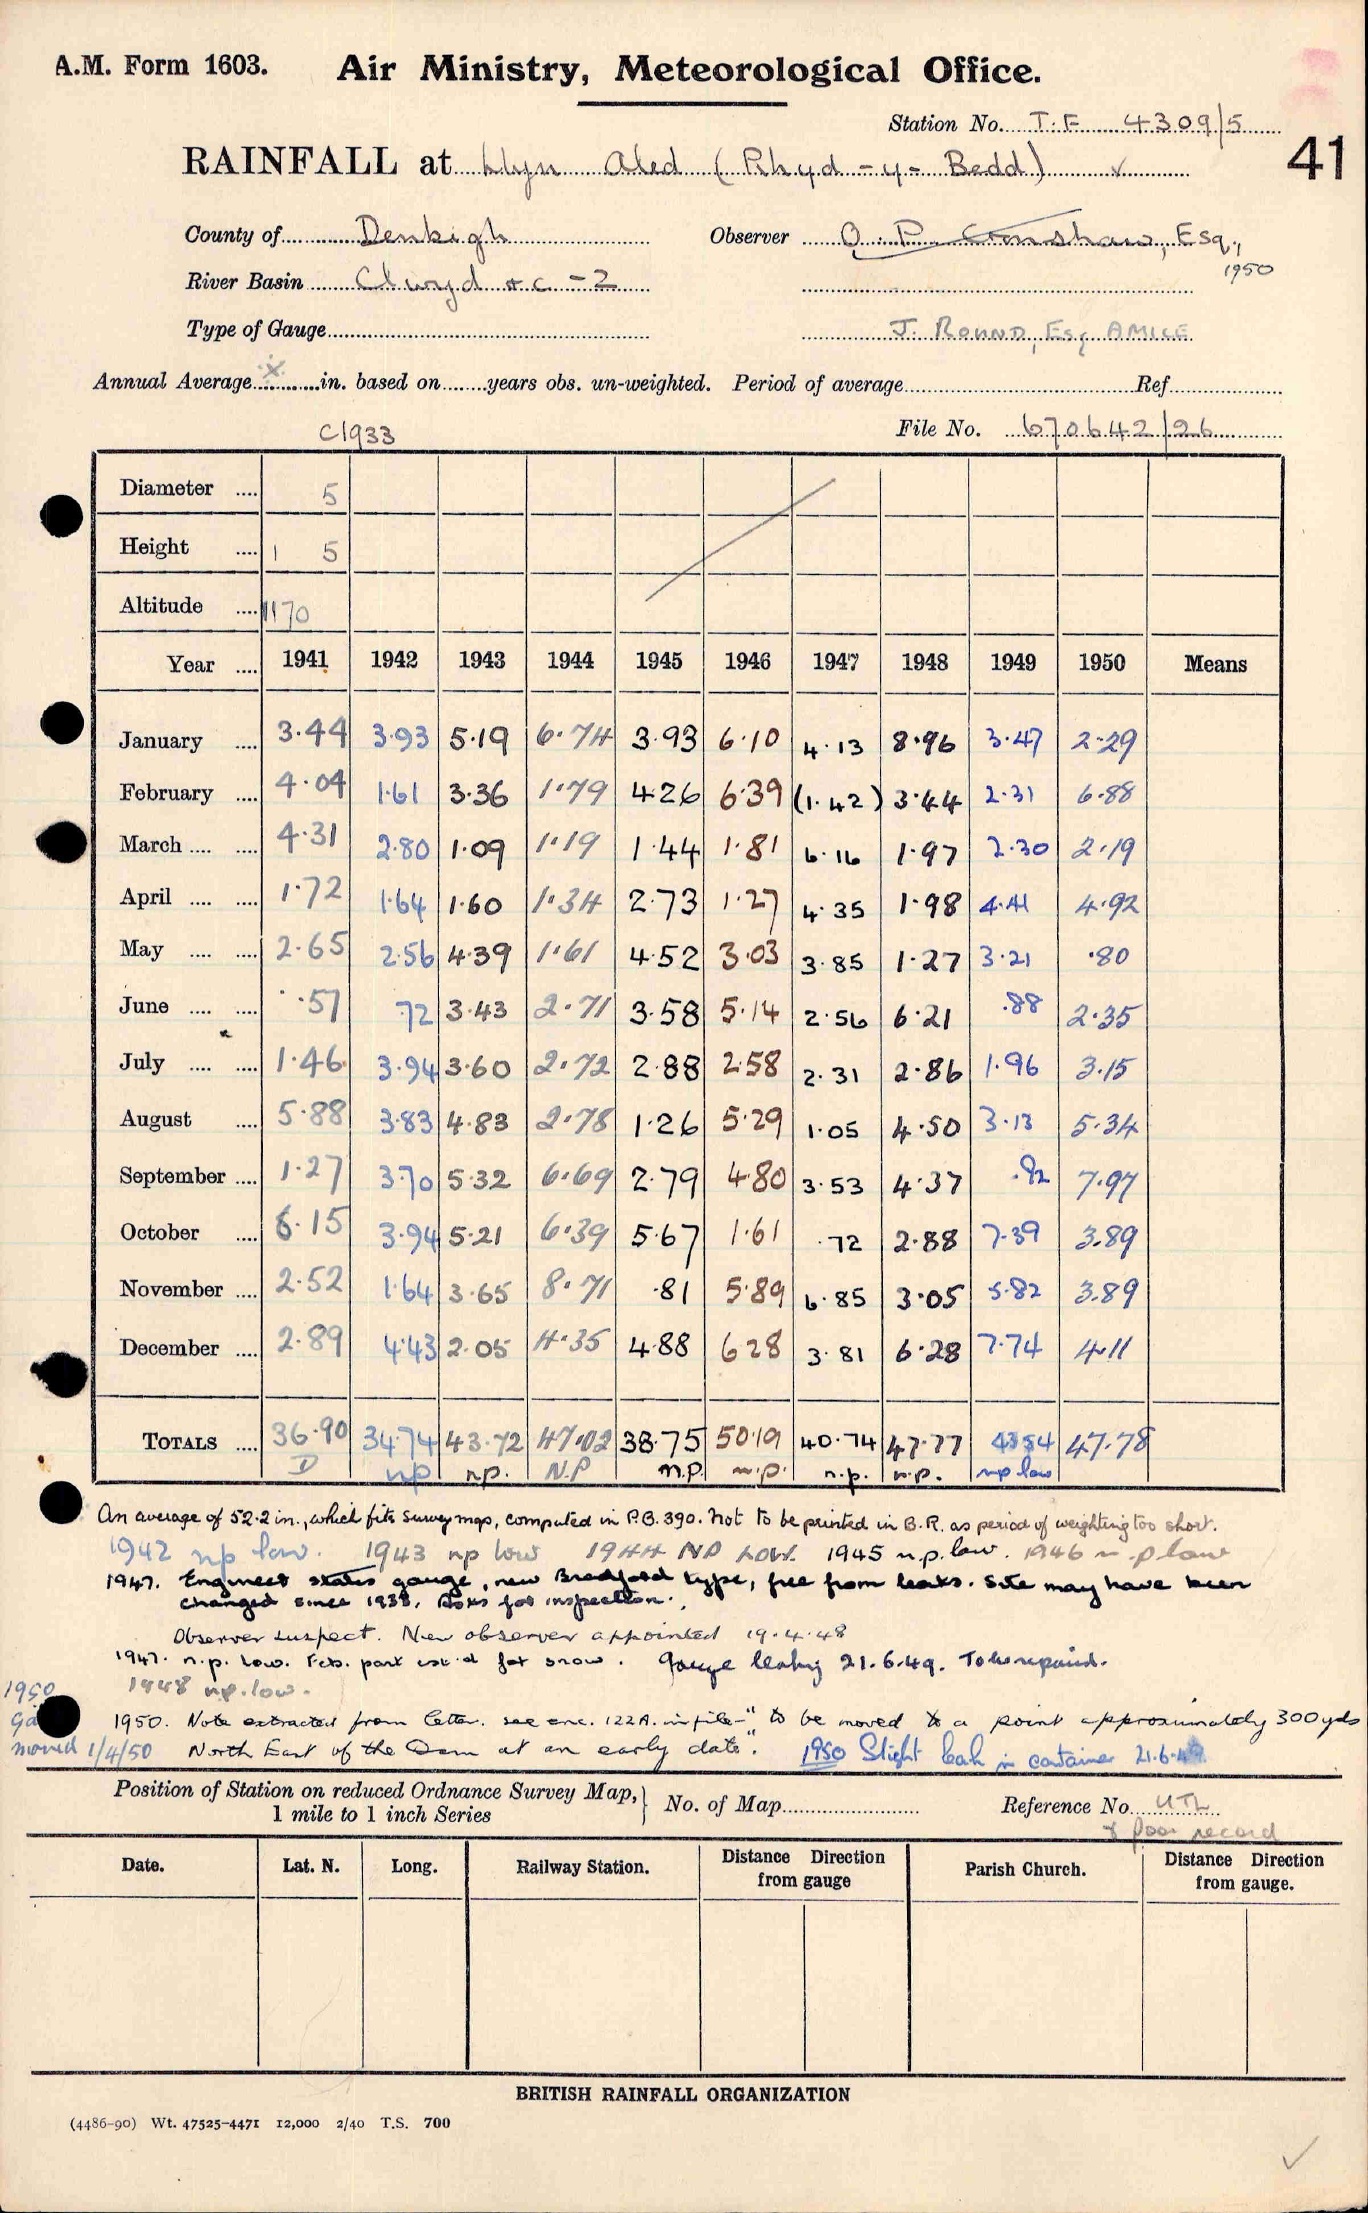 A.M. Form 1603.
Air Ministry, Meteorological Office.
Station No. T.F 4309/5
41
RAINFALL at Llyn Aled (Rhyd-y-Bedd) ✓
County of Denbigh Observer O. P. Esq.,
1950
River Basin Clwyd &c -2
Type of Gauge J. ROUND, Esq AMICE
Annual Average in. based on years obs. un-weighted. Period of average Ref
C1933 File No. 670642/26
Diameter 5
Height 1 5
Altitude 1170
Year 1941 1942 1943 1944 1945 1946 1947 1948 1949 1950 Means
January 3.44 3.93 5.19 6.74 3.93 6.10 4.13 8.96 3.47 2.29
February 4.04 1.61 3.36 1.79 4.26 6.39 (1.42) 3.44 2.31 6.88
March 4.31 2.80 1.09 1.19 1.44 1.81 6.16 1.97 2.30 2.19
April 1.72 1.64 1.60 1.34 2.73 1.27 4.35 1.98 4.41 4.92
May 2.65 2.56 4.39 1.61 4.52 3.03 3.85 1.27 3.21 .80
June .57 .72 3.43 2.71 3.58 5.14 2.56 6.21 .88 2.35
July 1.46 3.94 3.60 2.72 2.88 2.58 2.31 2.86 1.96 3.15
August 5.88 3.83 4.83 2.78 1.26 5.29 1.05 4.50 3.13 5.34
September 1.27 3.70 5.32 6.69 2.79 4.80 3.53 4.37 .92 7.97
October 6.15 3.94 5.21 6.39 5.67 1.61 .72 2.88 7.39 3.89
November 2.52 1.64 3.65 8.71 .81 5.89 6.85 3.05 5.82 3.89
December 2.89 4.43 2.05 4.35 4.88 6.28 3.81 6.28 7.74 4.11
TOTALS 36.90 34.74 43.72 47.02 38.75 50.19 40.74 47.77 43.54 47.78
D np np. N.P n.p. n.p. n.p. n.p. np low
An average of 52.2 in., which fits survey maps, computed in P.B. 390. Not to be printed in B.R. as period of weighting too short.
1942 np low. 1943 np low 1944 NP LOW. 1945 n.p. low. 1946 n.p low
1947. Engineer states gauge, new Bradford type, free from leaks. Site may have been
changed since 1938. Asks for inspection.
Observer suspect. New observer appointed 19.4.48
1947. n.p. low. Feb. part est'd for snow. Gauge leaking 21.6.49. To be repaired.
1948 np.low.
1950 moved 1/4/50
1950. Note extracted from letter. see enc. 122A. in file - "to be moved to a point approximately 300 yds
North East of the Dam at an early date". 1950 Slight leak in container 21.6.49
Position of Station on reduced Ordnance Survey Map,
1 mile to 1 inch Series
No. of Map Reference No. UTL
& poor record
Date. Lat. N. Long. Railway Station. Distance from gauge Direction Parish Church. Distance Direction from gauge.
BRITISH RAINFALL ORGANIZATION
(4486-90) Wt. 47525-4471 12,000 2/40 T.S. 700